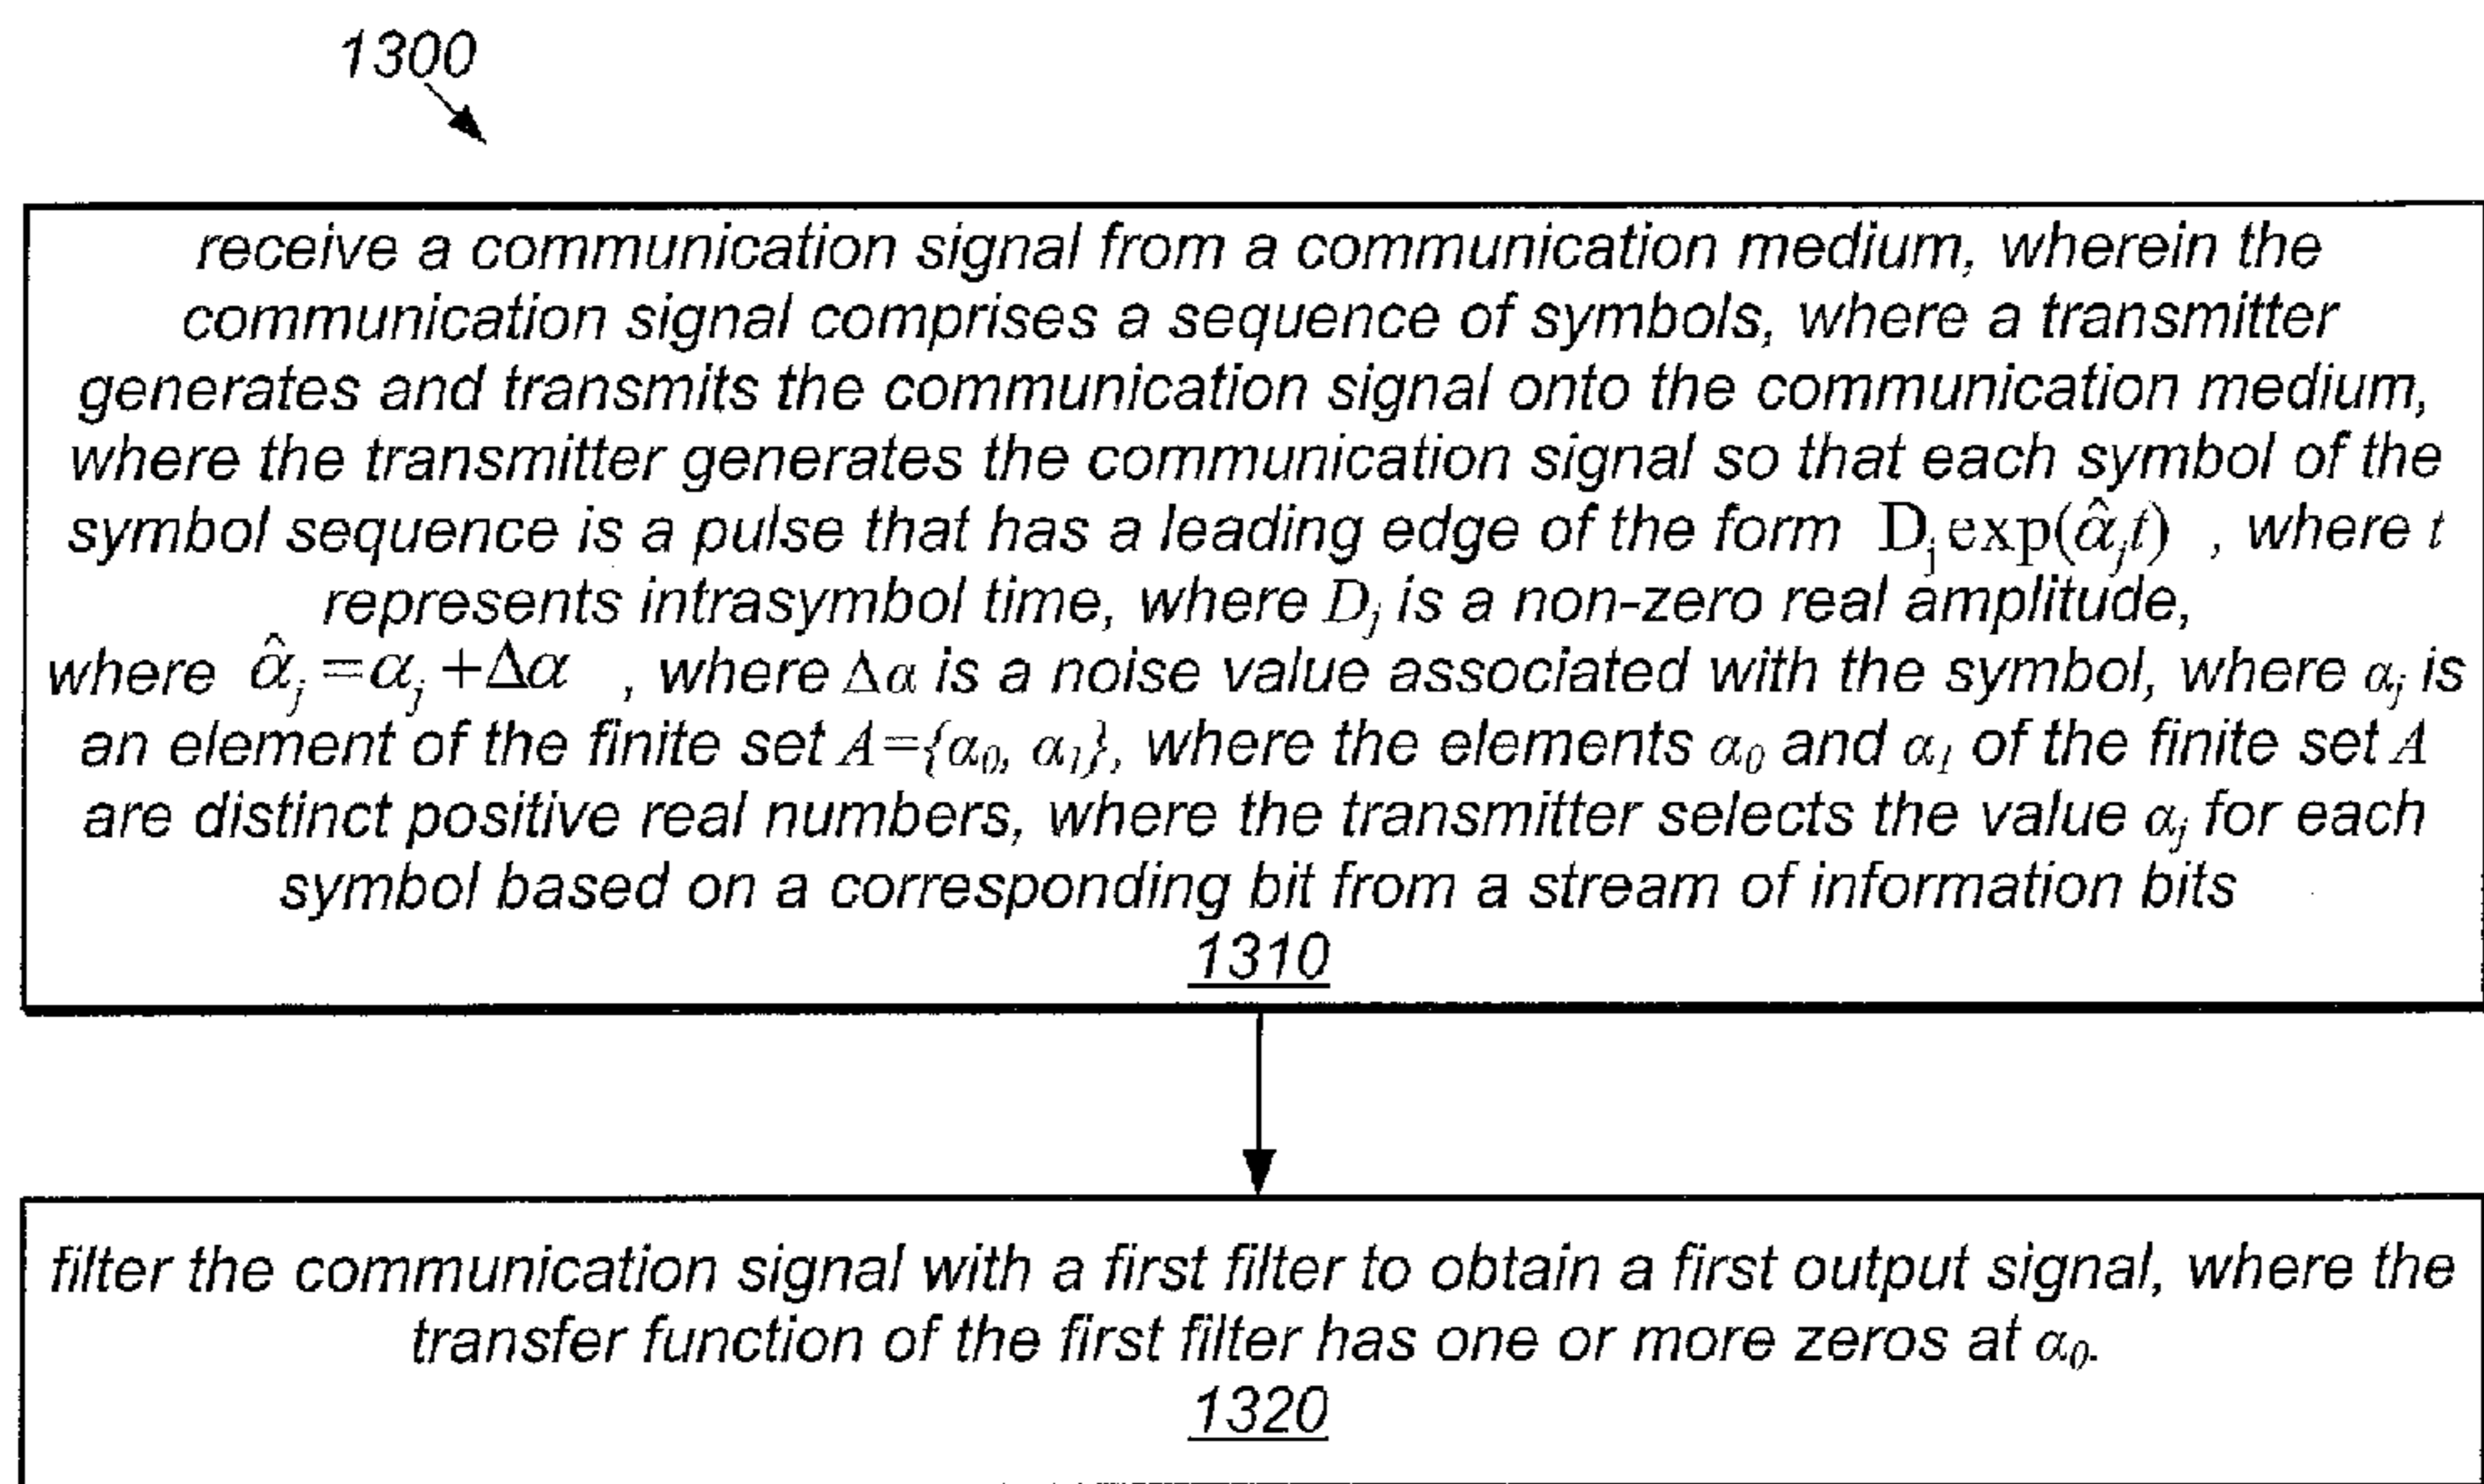 1300
receive a communication signal from a communication medium, wherein the
communication signal comprises a sequence of symbols, where a transmitter
generates and transmits the communication signal onto the communication medium,
where the transmitter generates the communication signal so that each symbol of the
symbol sequence is a pulse that has a leading edge of the form D_j exp(α̂_j t) , where t
represents intrasymbol time, where D_j is a non-zero real amplitude,
where α̂_j = α_j + Δα , where Δα is a noise value associated with the symbol, where α_j is
an element of the finite set A={α_0, α_1}, where the elements α_0 and α_1 of the finite set A
are distinct positive real numbers, where the transmitter selects the value α_j for each
symbol based on a corresponding bit from a stream of information bits
1310
filter the communication signal with a first filter to obtain a first output signal, where the
transfer function of the first filter has one or more zeros at α_0.
1320